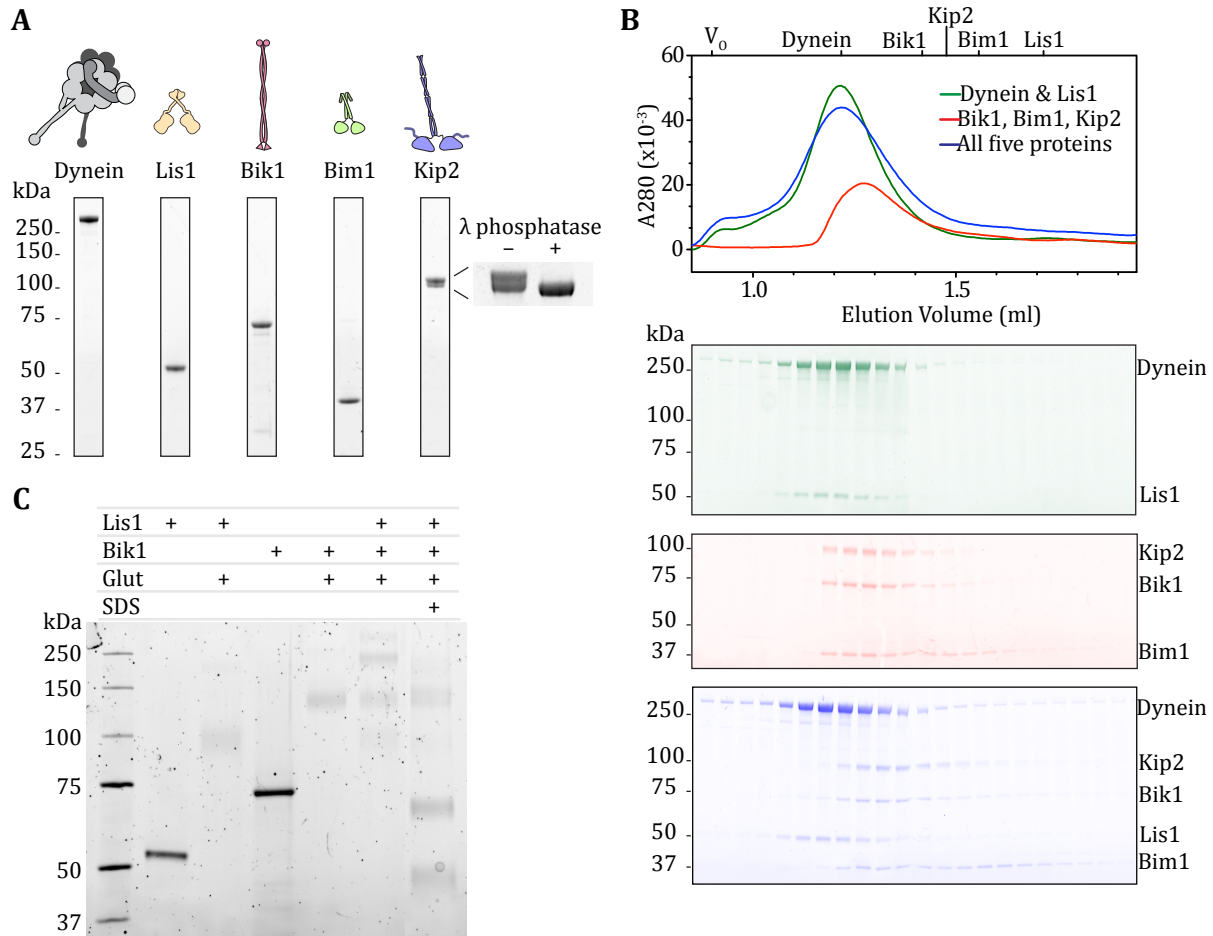 A
Dynein Lis1 Bik1 Bim1 Kip2
kDa
250
150
100
75
50
37
25
λ phosphatase
– +
B
Kip2
V0 Dynein Bik1 Bim1 Lis1
60
40
20
0
A280 (x10-3)
Dynein & Lis1
Bik1, Bim1, Kip2
All five proteins
1.0 1.5
Elution Volume (ml)
kDa
250 Dynein
100
75
50 Lis1
100 Kip2
75 Bik1
50
37 Bim1
250 Dynein
100 Kip2
75 Bik1
50 Lis1
37 Bim1
C
Lis1 + + + +
Bik1 + + + +
Glut + + + +
SDS +
kDa
250
150
100
75
50
37